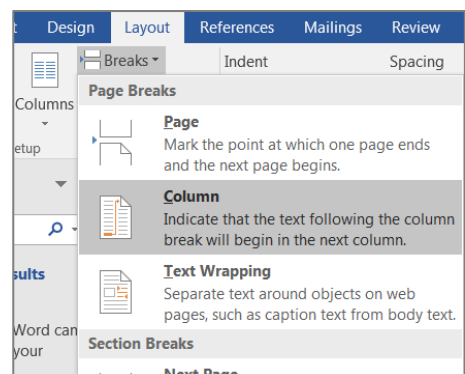 Design Layout References Mailings Review
Breaks Indent Spacing
Columns
etup
Page Breaks
Page
Mark the point at which one page ends
and the next page begins.
Column
Indicate that the text following the column
break will begin in the next column.
Text Wrapping
Separate text around objects on web
pages, such as caption text from body text.
sults
Word can
your
Section Breaks
Next Page